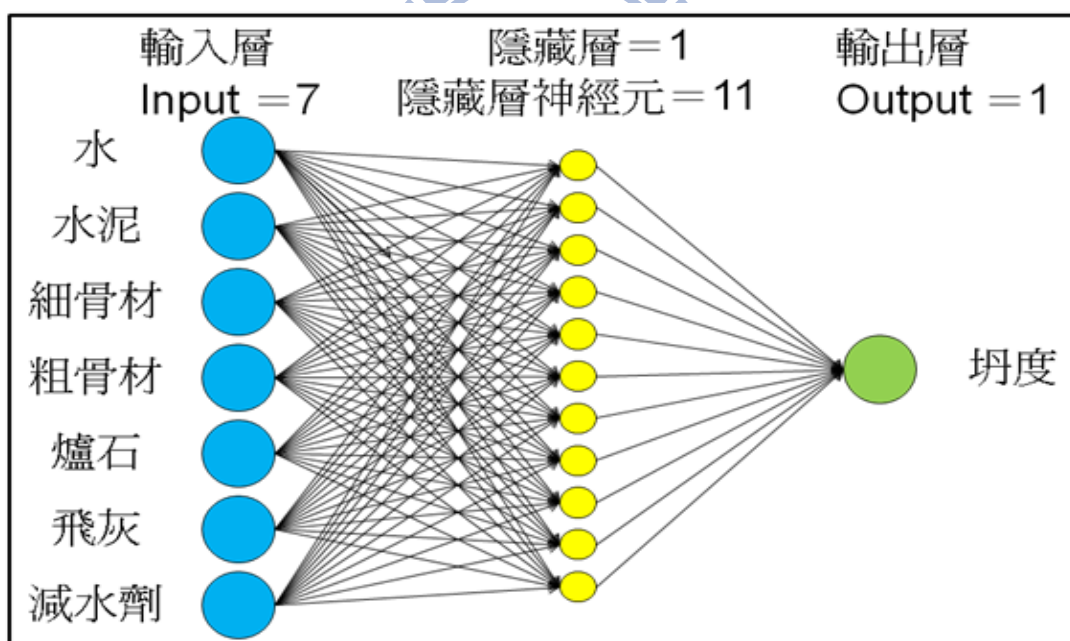 輸入層
Input =7
隱藏層=1
隱藏層神經元=11
輸出層
Output =1
水
水泥
細骨材
粗骨材
爐石
飛灰
減水劑
坍度